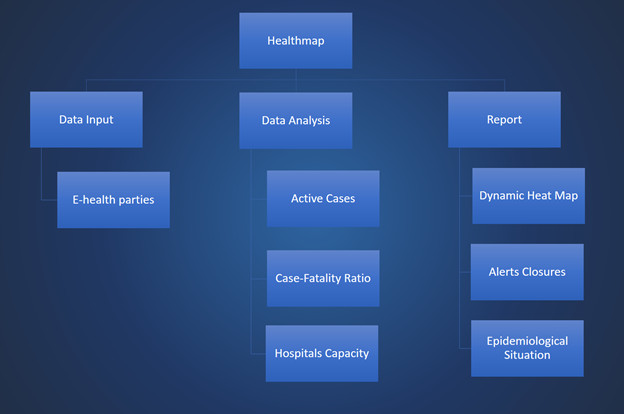 Healthmap
Data Input
Data Analysis
Report
E-health parties
Active Cases
Case-Fatality Ratio
Hospitals Capacity
Dynamic Heat Map
Alerts Closures
Epidemiological
Situation